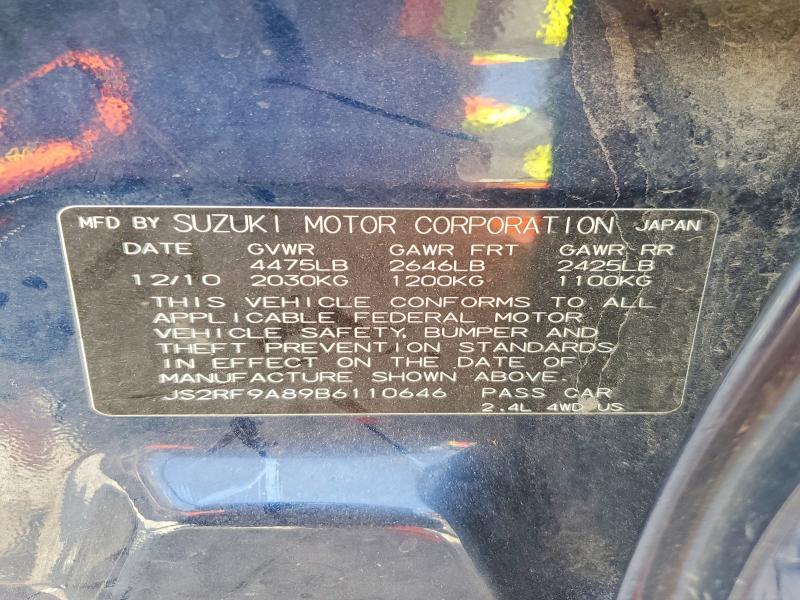 MFD BY SUZUKI MOTOR CORPORATION JAPAN
DATE GVWR GAWR FRT GAWR RR
4475LB 2646LB 2425LB
12/10 2030KG 1200KG 1100KG
THIS VEHICLE CONFORMS TO ALL
APPLICABLE FEDERAL MOTOR
VEHICLE SAFETY, BUMPER AND
THEFT PREVENTION STANDARDS
IN EFFECT ON THE DATE OF
MANUFACTURE SHOWN ABOVE.
JS2RF9A89B6110646 PASS CAR
2.4L 4WD US